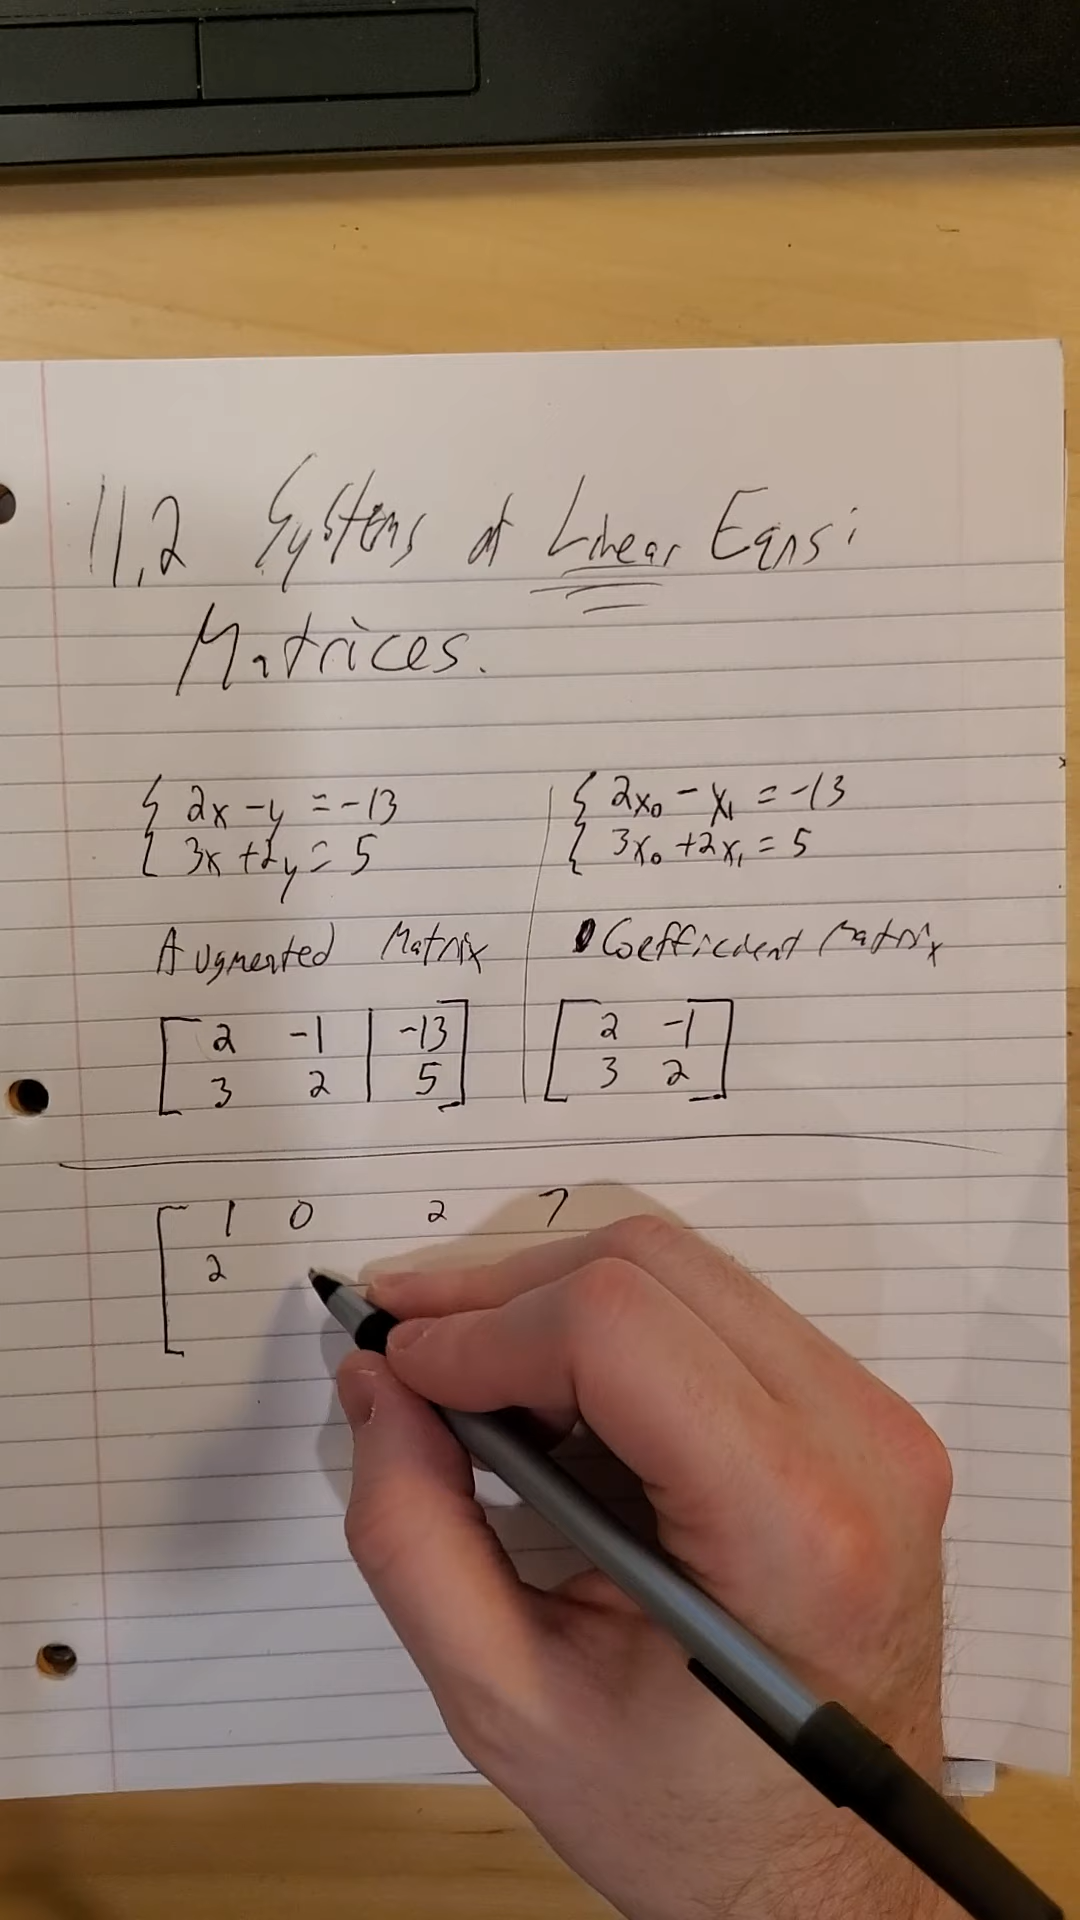 11.2 Systems of Linear Eqns:
Matrices.
{ 2x - y = -13
{ 3x + 2y = 5
Augmented Matrix
[ 2 -1 | -13 ]
[ 3 2 | 5 ]
{ 2x₀ - x₁ = -13
{ 3x₀ + 2x₁ = 5
Coefficient Matrix
[ 2 -1 ]
[ 3 2 ]
[ 1 0 2 7
2